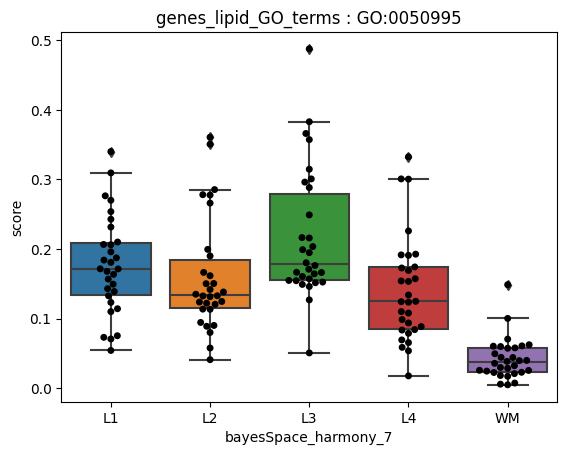 genes_lipid_GO_terms : GO:0050995
0.5
0.4
0.3
0.2
0.1
0.0
score
L1 L2 L3 L4 WM
bayesSpace_harmony_7